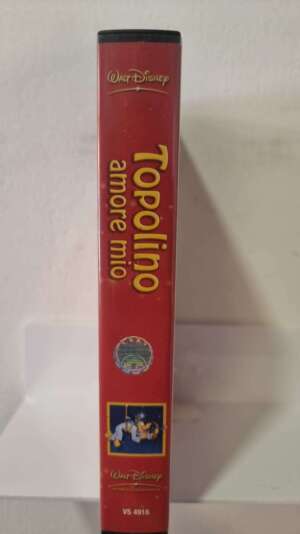 WALT DISNEY
Topolino
amore mio
WALT DISNEY
VS 4916